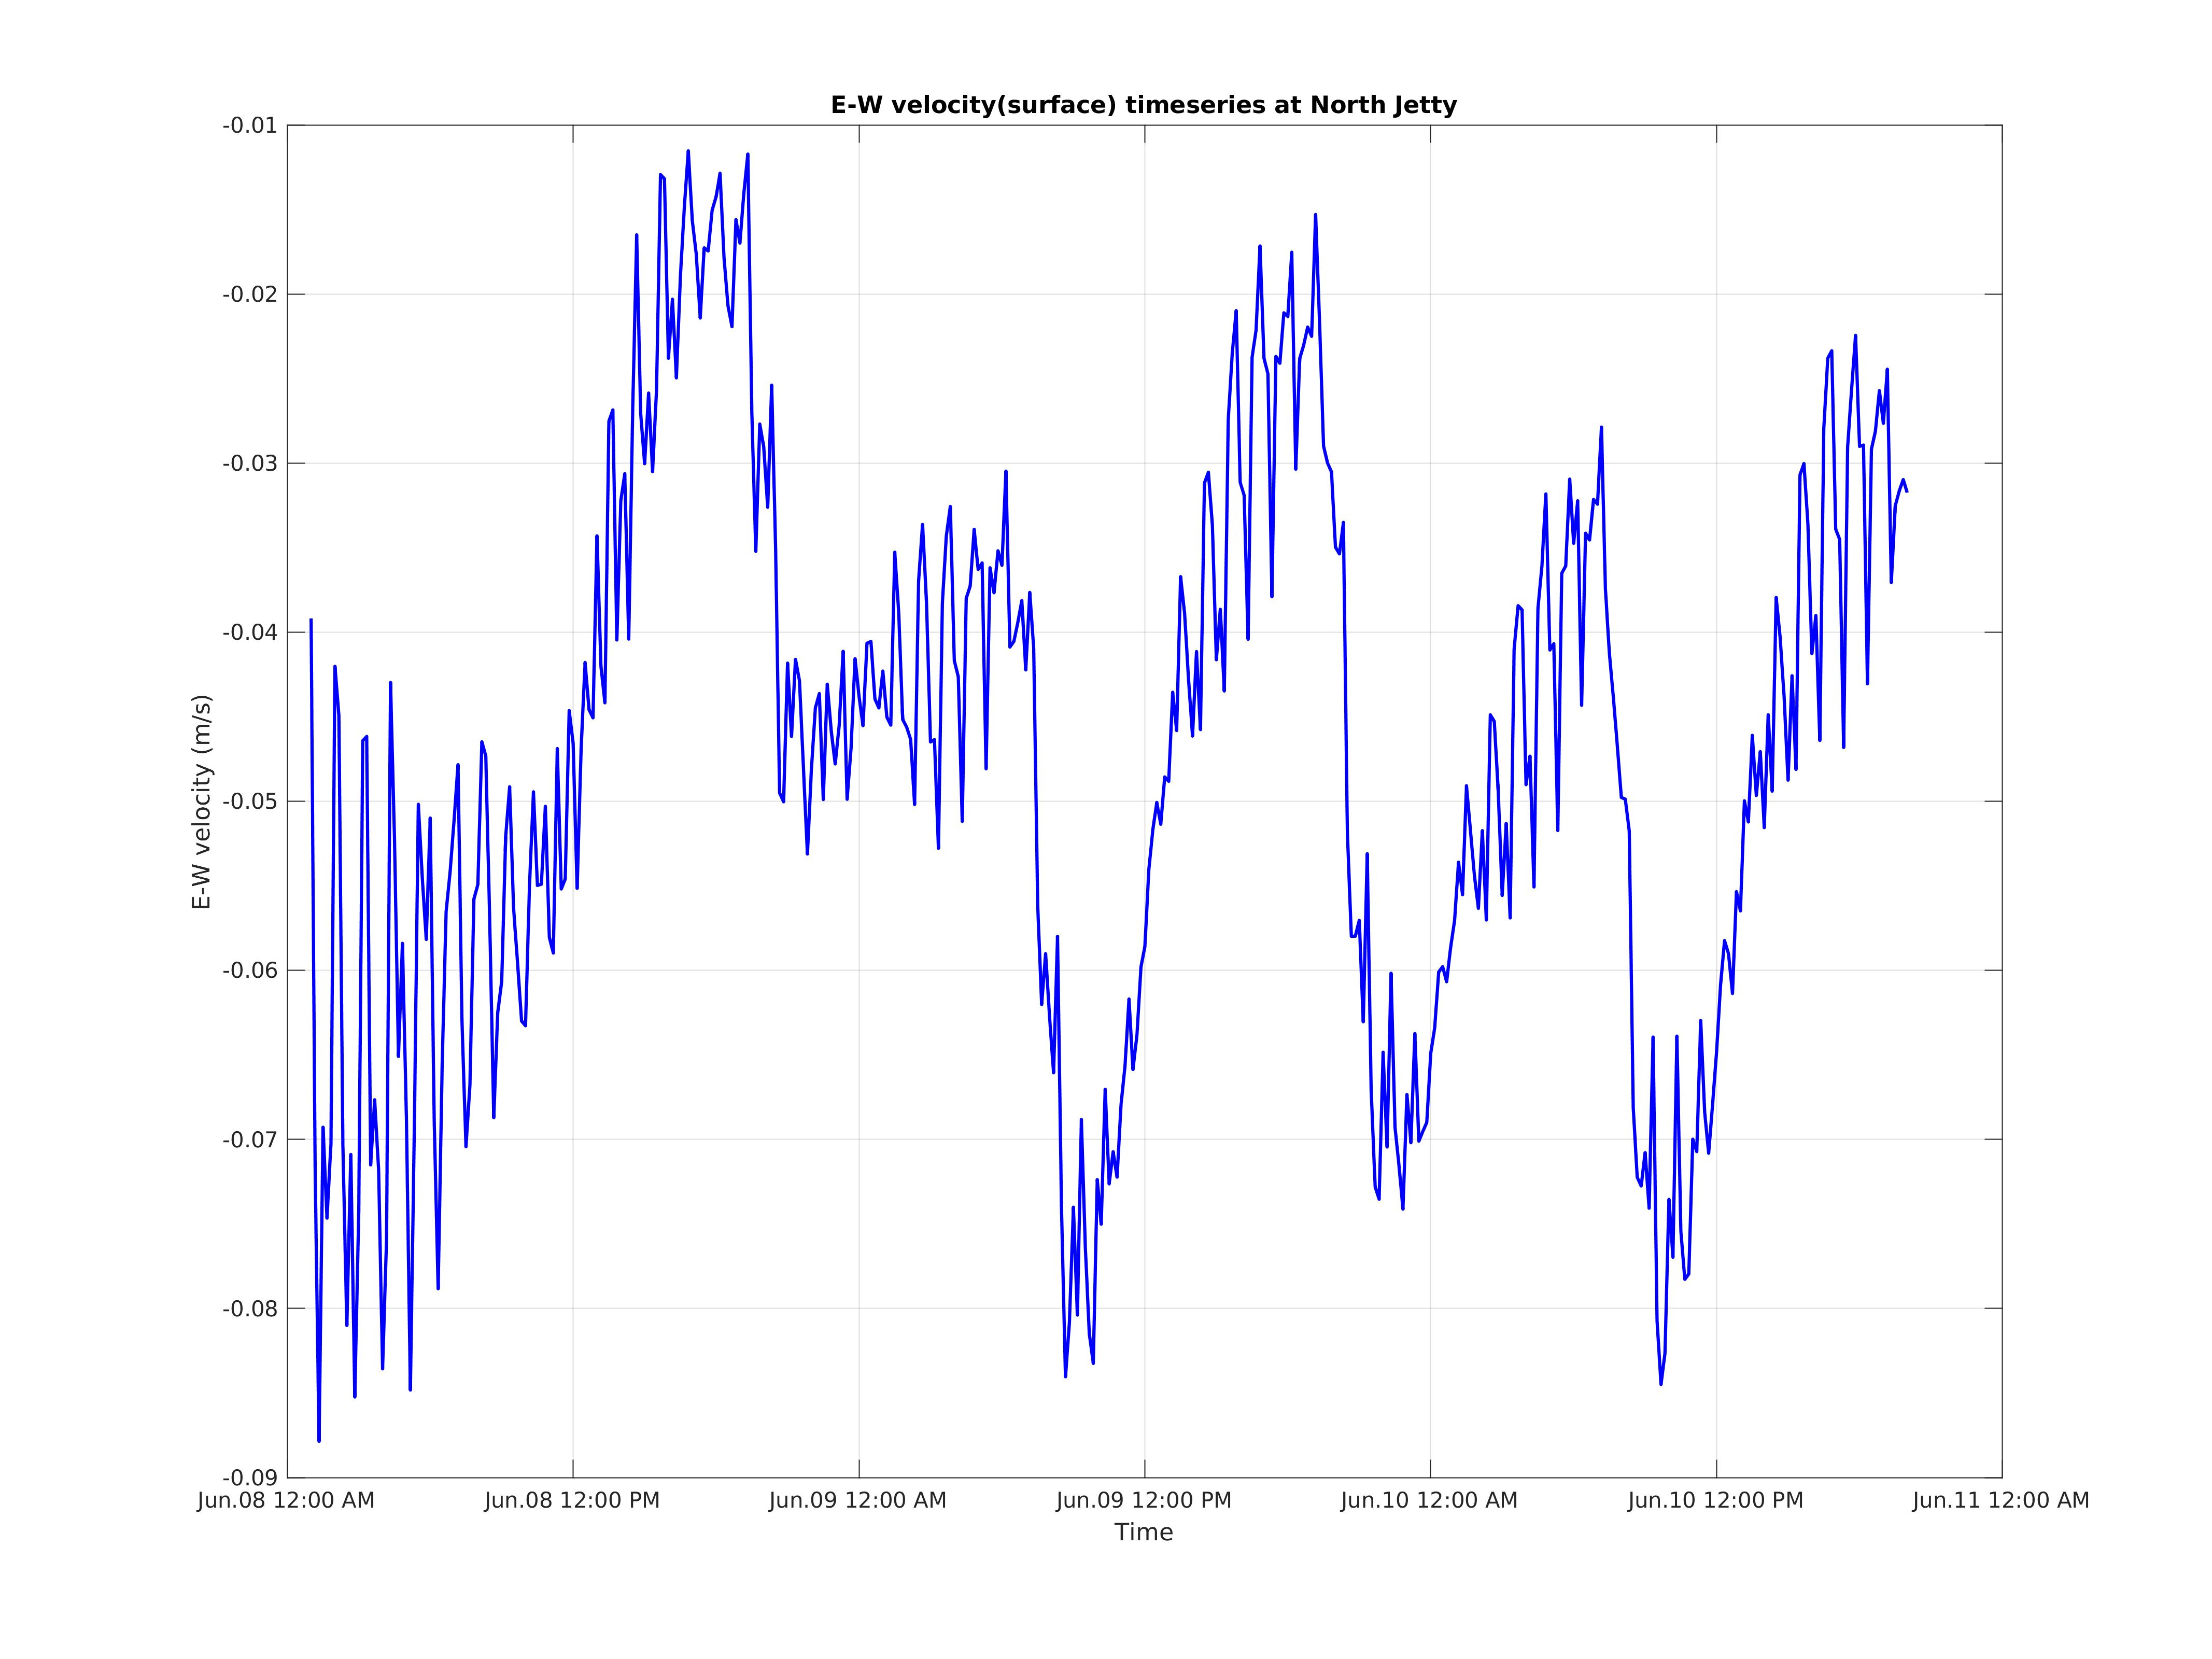 E-W velocity(surface) timeseries at North Jetty
-0.01
-0.02
-0.03
-0.04
-0.05
-0.06
-0.07
-0.08
-0.09
E-W velocity (m/s)
Jun.08 12:00 AM
Jun.08 12:00 PM
Jun.09 12:00 AM
Jun.09 12:00 PM
Jun.10 12:00 AM
Jun.10 12:00 PM
Jun.11 12:00 AM
Time